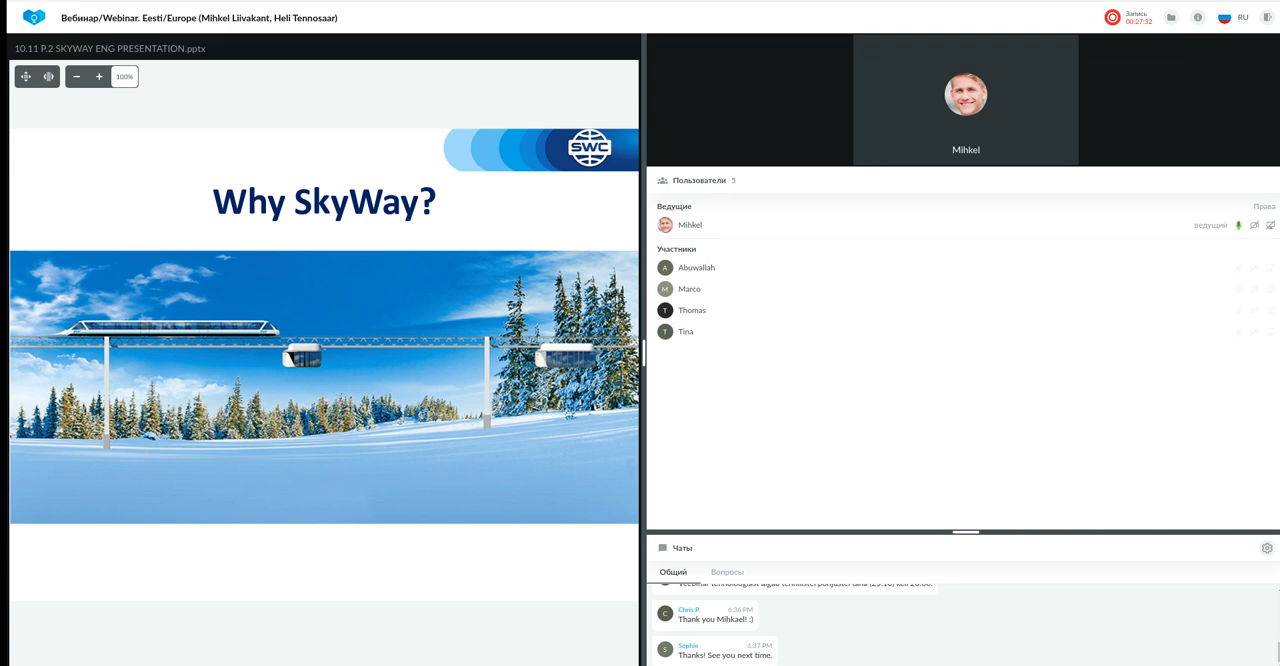 Вебинар/Webinar. Eesti/Europe (Mihkel Liivakant, Heli Tennosaar)
Запись
00:27:32
RU
10.11 P.2 SKYWAY ENG PRESENTATION.pptx
100%
SWC
Why SkyWay?
Mihkel
Пользователи 5
Ведущие Права
Mihkel ведущий
Участники
A Abuwallah
M Marco
T Thomas
T Tina
Чаты
Общий Вопросы
C Chris P. 6:36 PM
Thank you Mihkael! :)
S Sophie 6:37 PM
Thanks! See you next time.